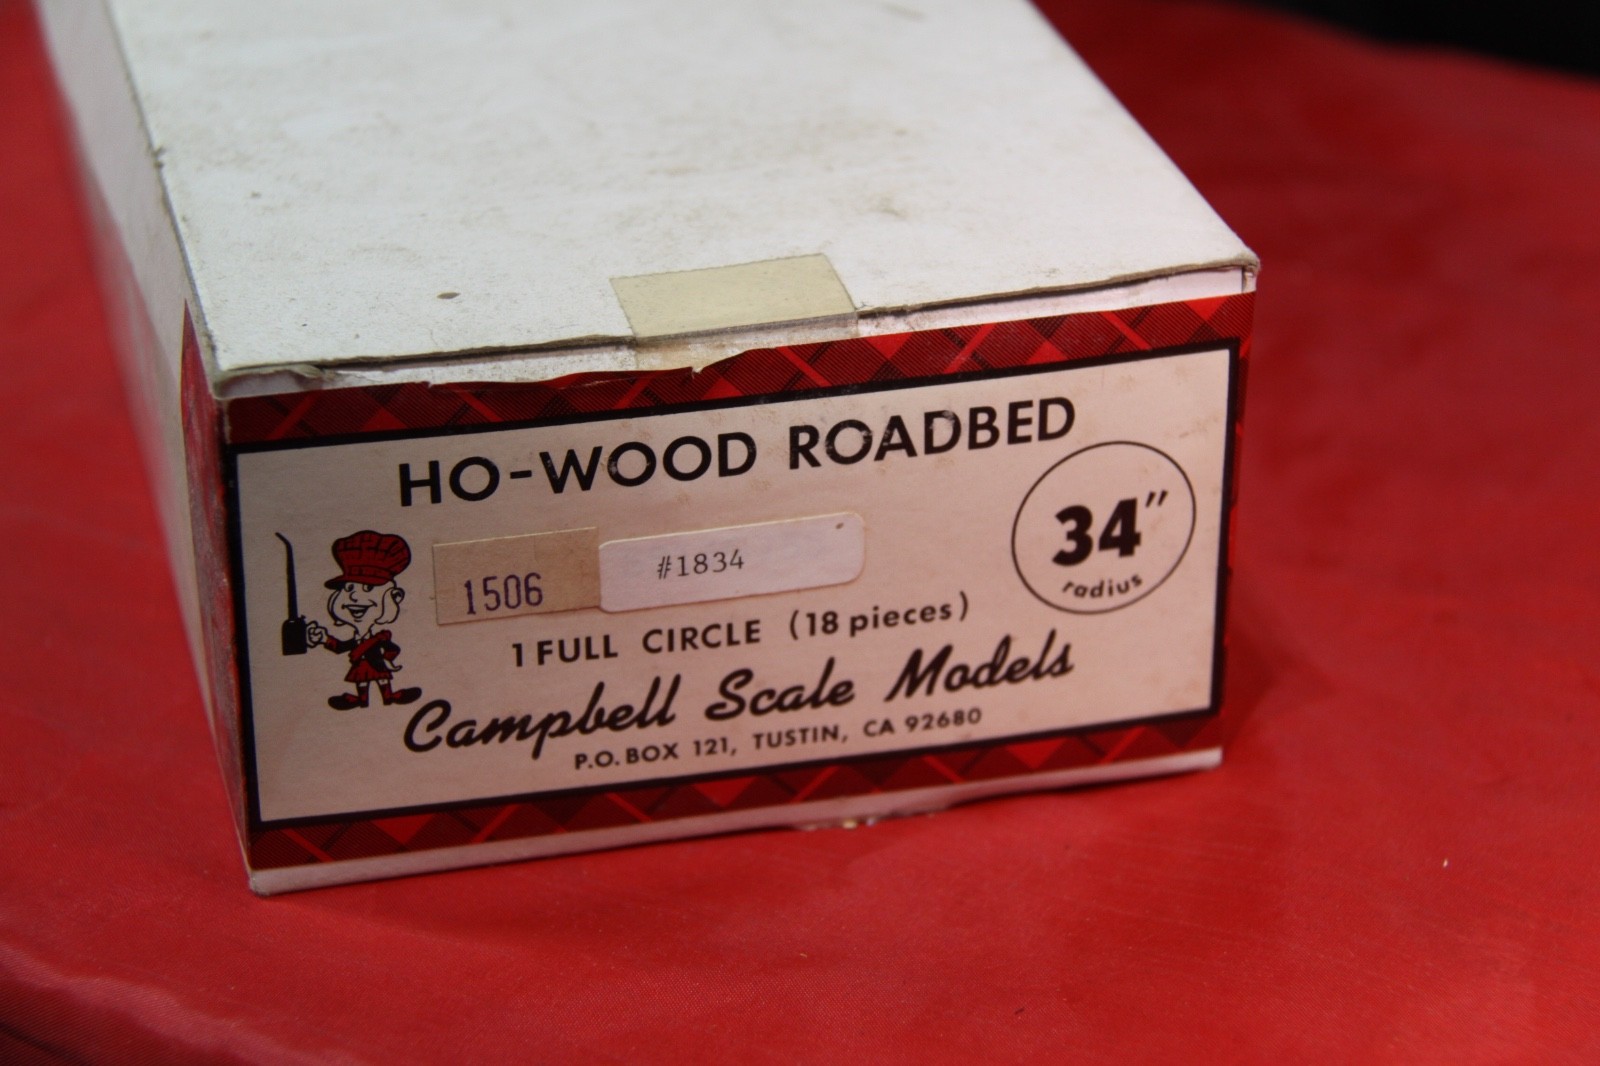 HO-WOOD ROADBED
34"
radius
1506
#1834
1 FULL CIRCLE (18 pieces)
Campbell Scale Models
P.O. BOX 121, TUSTIN, CA 92680